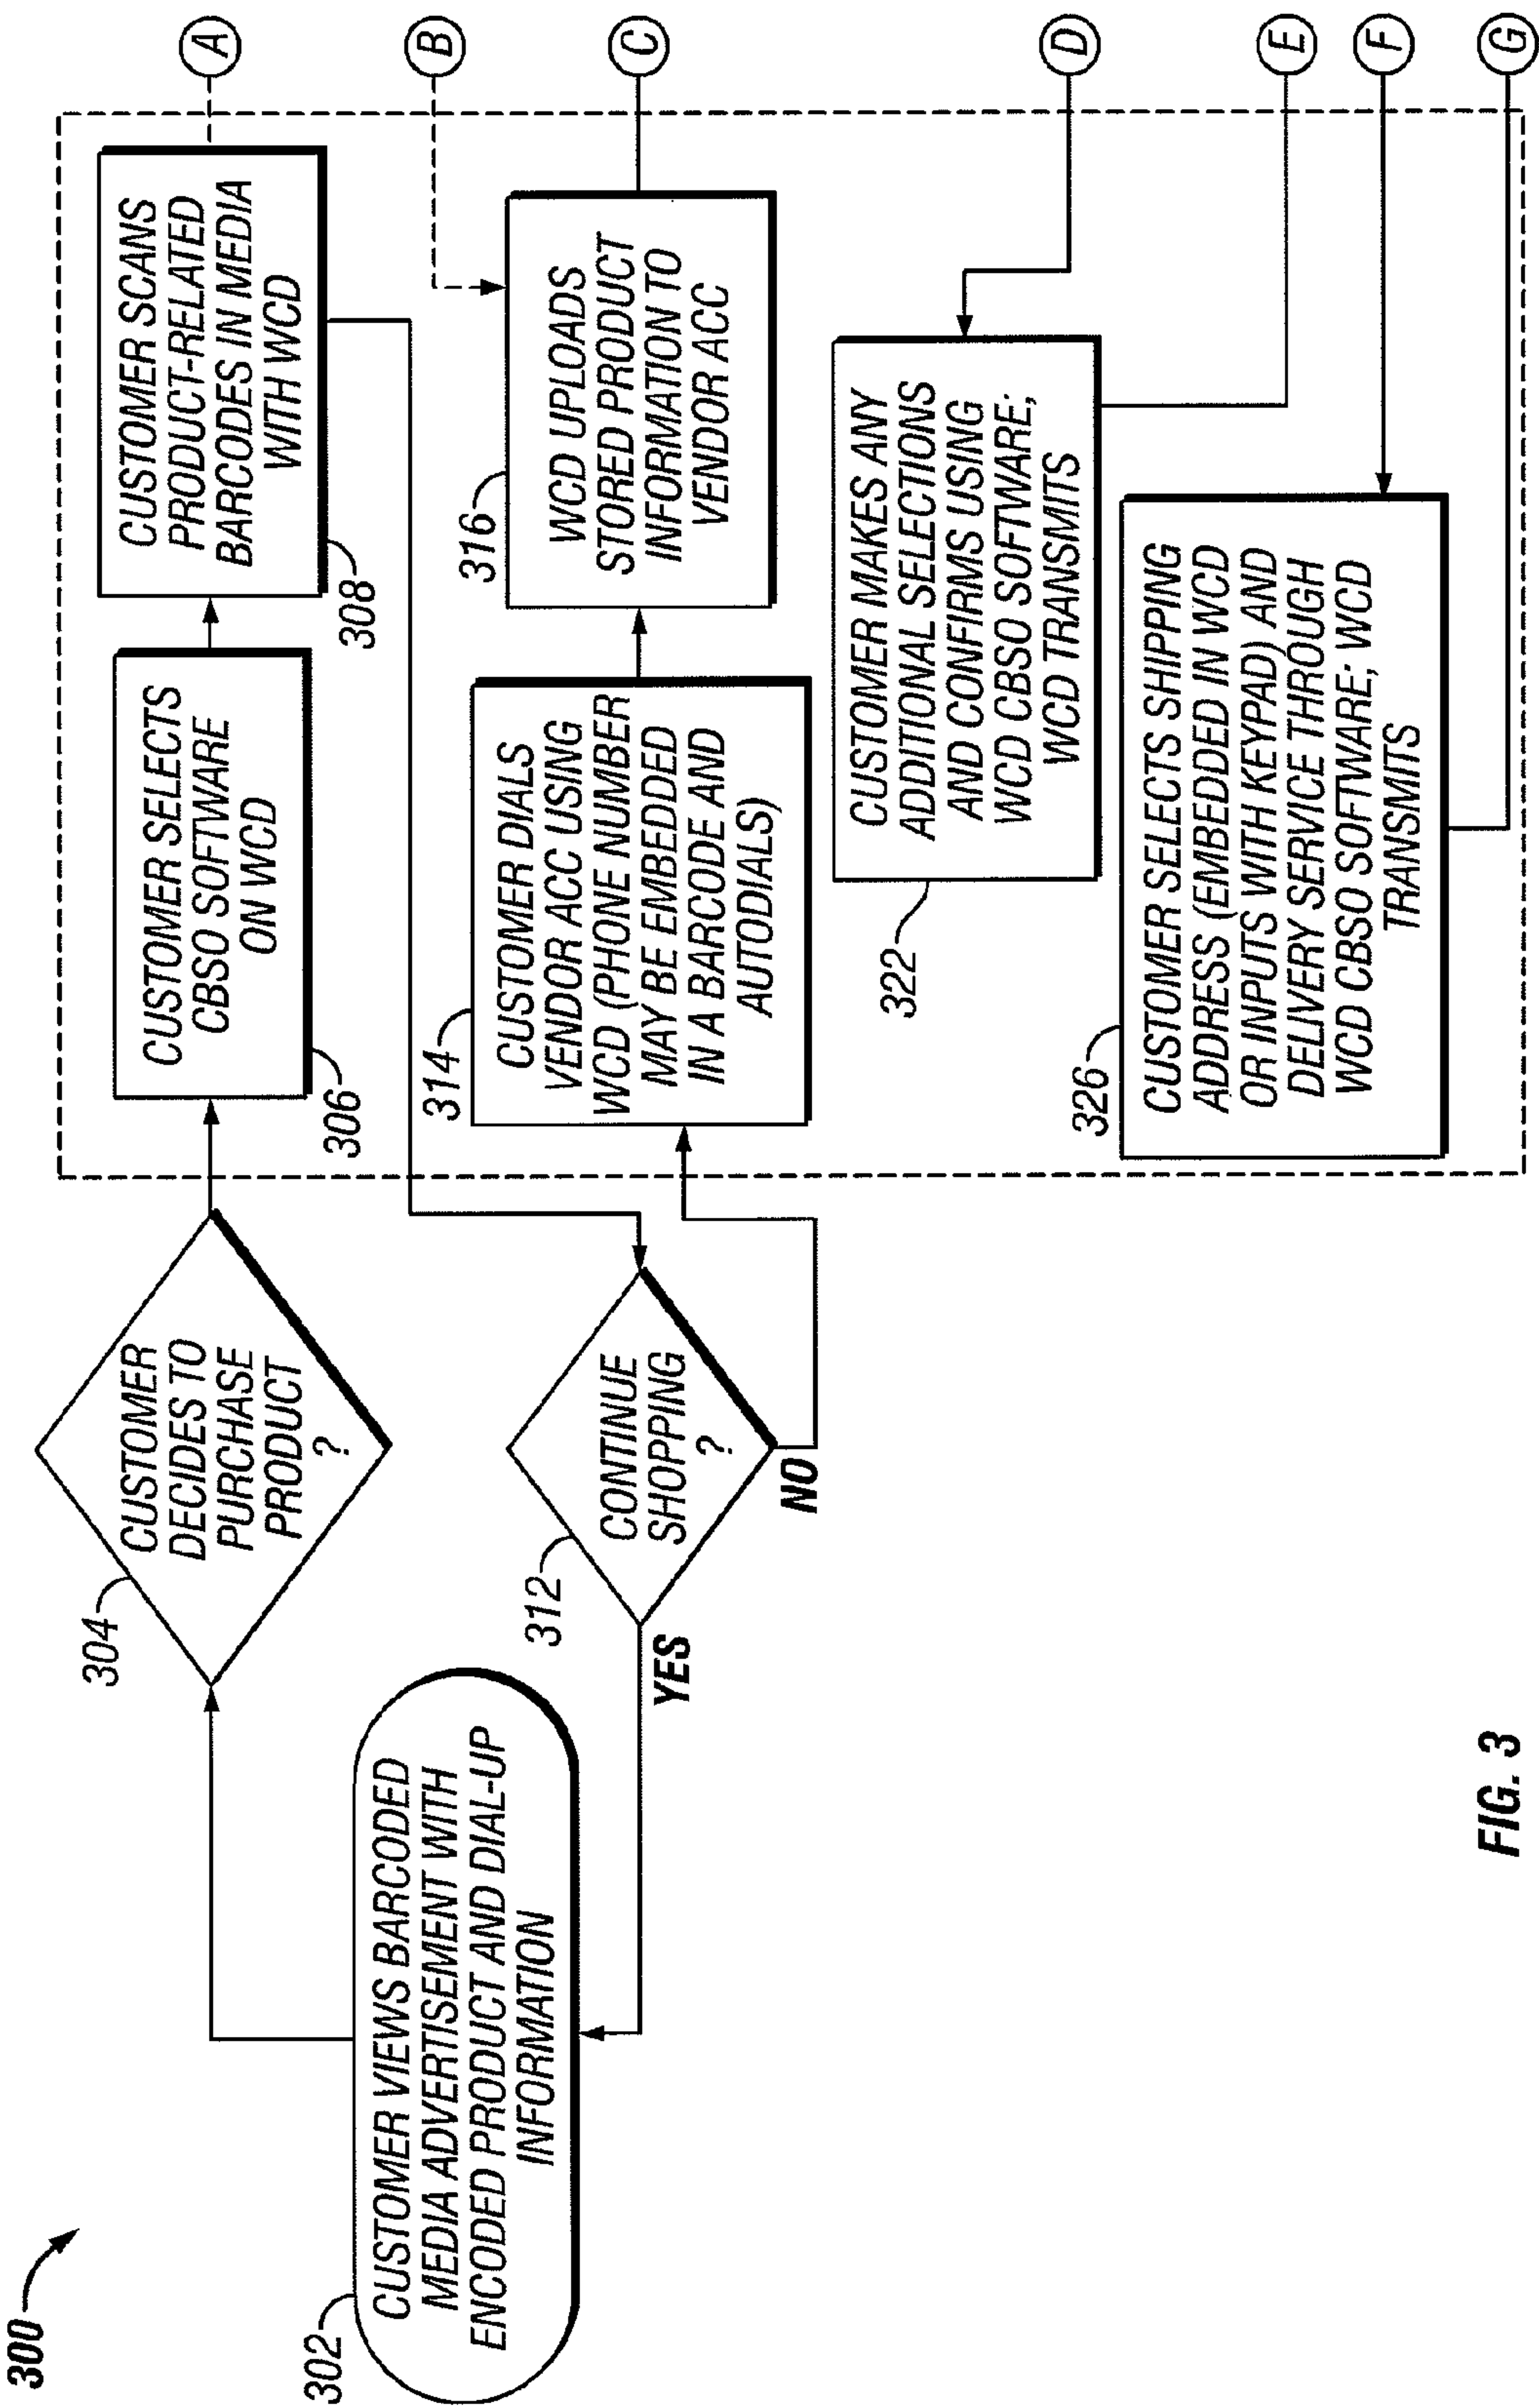 300
302
CUSTOMER VIEWS BARCODED
MEDIA ADVERTISEMENT WITH
ENCODED PRODUCT AND DIAL-UP
INFORMATION
304
CUSTOMER
DECIDES TO
PURCHASE
PRODUCT
?
306
CUSTOMER SELECTS
CBSO SOFTWARE
ON WCD
308
CUSTOMER SCANS
PRODUCT-RELATED
BARCODES IN MEDIA
WITH WCD
A
B
312
CONTINUE
SHOPPING
?
YES
NO
314
CUSTOMER DIALS
VENDOR ACC USING
WCD (PHONE NUMBER
MAY BE EMBEDDED
IN A BARCODE AND
AUTODIALS)
316
WCD UPLOADS
STORED PRODUCT
INFORMATION TO
VENDOR ACC
C
322
CUSTOMER MAKES ANY
ADDITIONAL SELECTIONS
AND CONFIRMS USING
WCD CBSO SOFTWARE;
WCD TRANSMITS
D
E
326
CUSTOMER SELECTS SHIPPING
ADDRESS (EMBEDDED IN WCD
OR INPUTS WITH KEYPAD) AND
DELIVERY SERVICE THROUGH
WCD CBSO SOFTWARE; WCD
TRANSMITS
F
G
FIG. 3